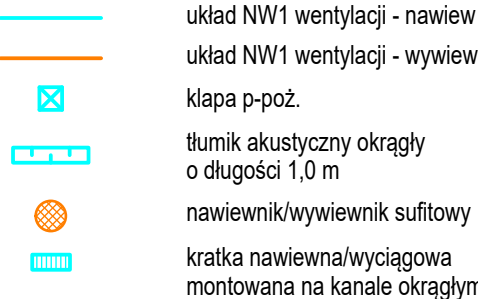 układ NW1 wentylacji - nawiew
układ NW1 wentylacji - wywiew
klapa p-poż.
tłumik akustyczny okrągły
o długości 1,0 m
nawiewnik/wywiewnik sufitowy
kratka nawiewna/wyciągowa
montowana na kanale okrągłym